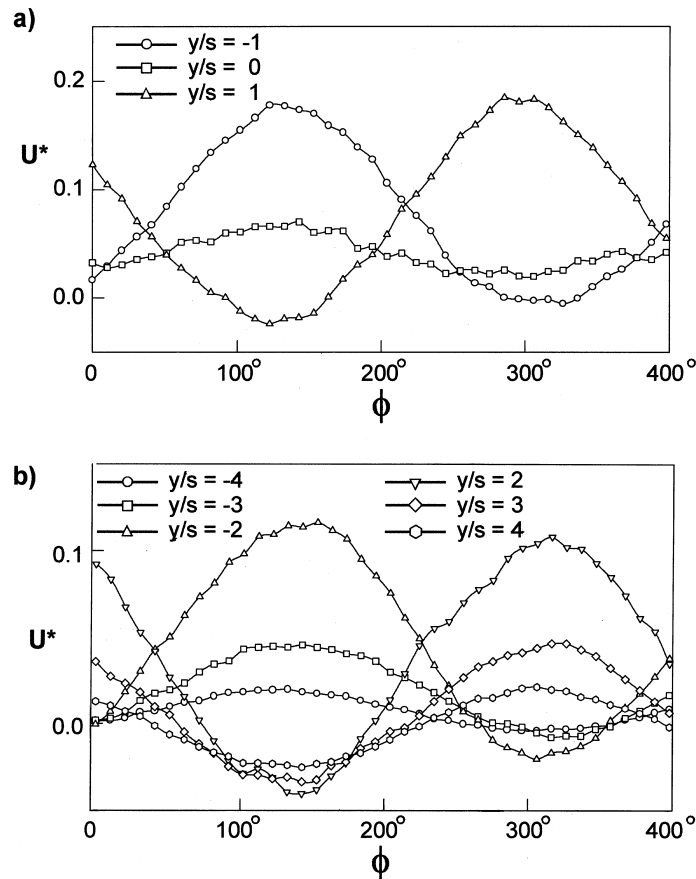 a)
y/s = -1
y/s = 0
y/s = 1
0.2
0.1
0.0
U*
0 100° 200° 300° 400°
ϕ
b)
y/s = -4
y/s = -3
y/s = -2
y/s = 2
y/s = 3
y/s = 4
0.1
0.0
U*
0 100° 200° 300° 400°
ϕ